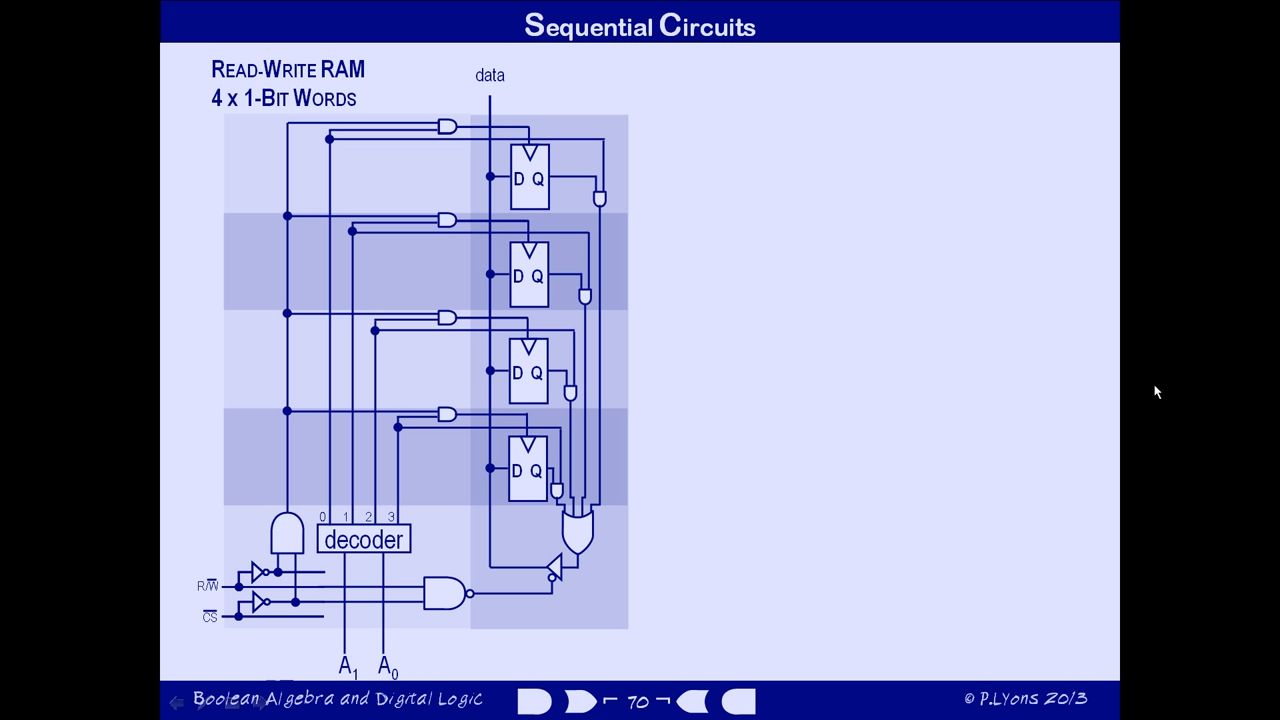 Sequential Circuits
READ-WRITE RAM
4 x 1-BIT WORDS
data
D Q
D Q
D Q
D Q
0 1 2 3
decoder
R/W̅
C̅S̅
A₁ A₀
Boolean Algebra and Digital Logic
70
© P.LYons 2013